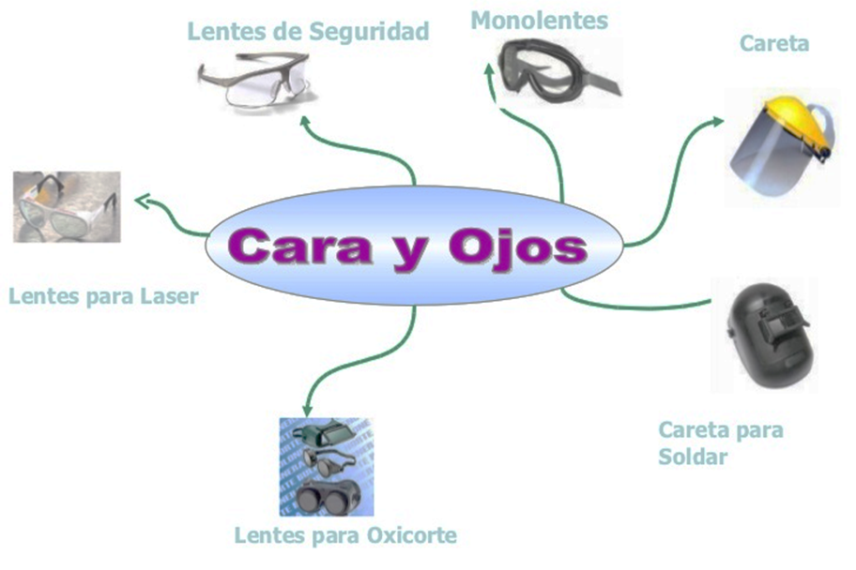 Monolentes
Lentes de Seguridad
Careta
Cara y Ojos
Lentes para Laser
Careta para
Soldar
Lentes para Oxicorte